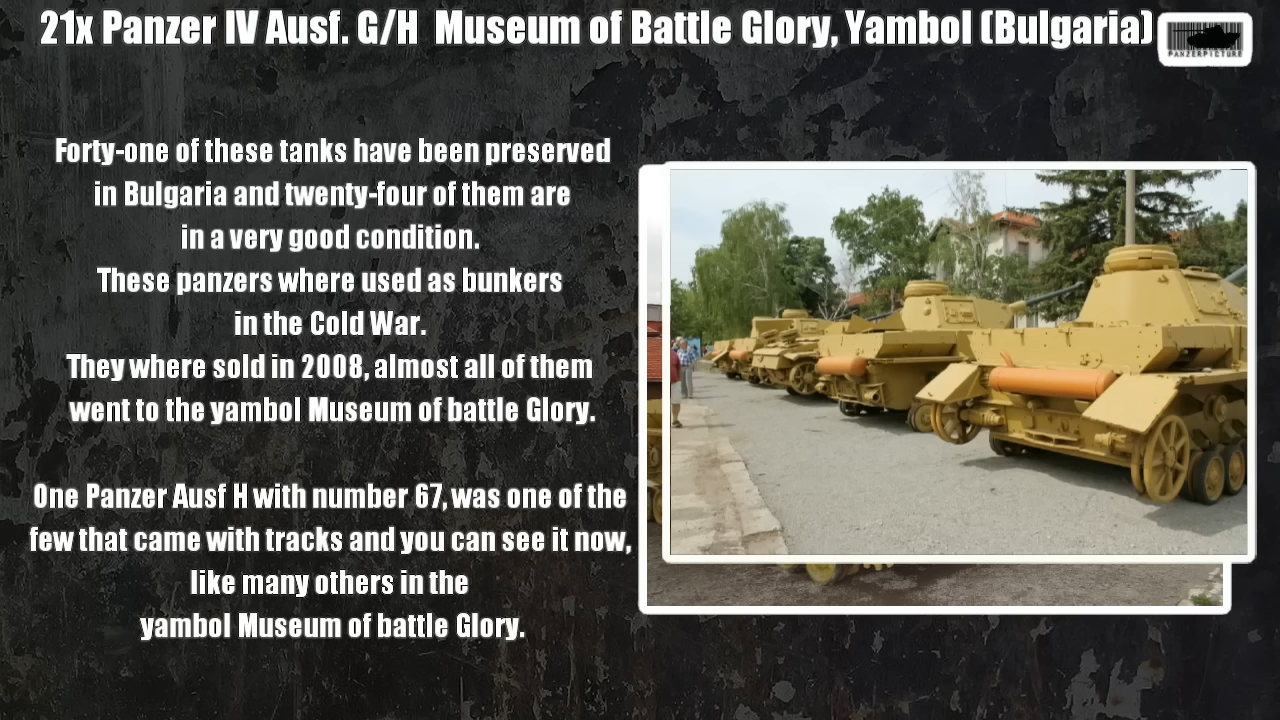 21x Panzer IV Ausf. G/H Museum of Battle Glory, Yambol (Bulgaria)
PANZERPICTURE
Forty-one of these tanks have been preserved
in Bulgaria and twenty-four of them are
in a very good condition.
These panzers where used as bunkers
in the Cold War.
They where sold in 2008, almost all of them
went to the yambol Museum of battle Glory.
One Panzer Ausf H with number 67, was one of the
few that came with tracks and you can see it now,
like many others in the
yambol Museum of battle Glory.